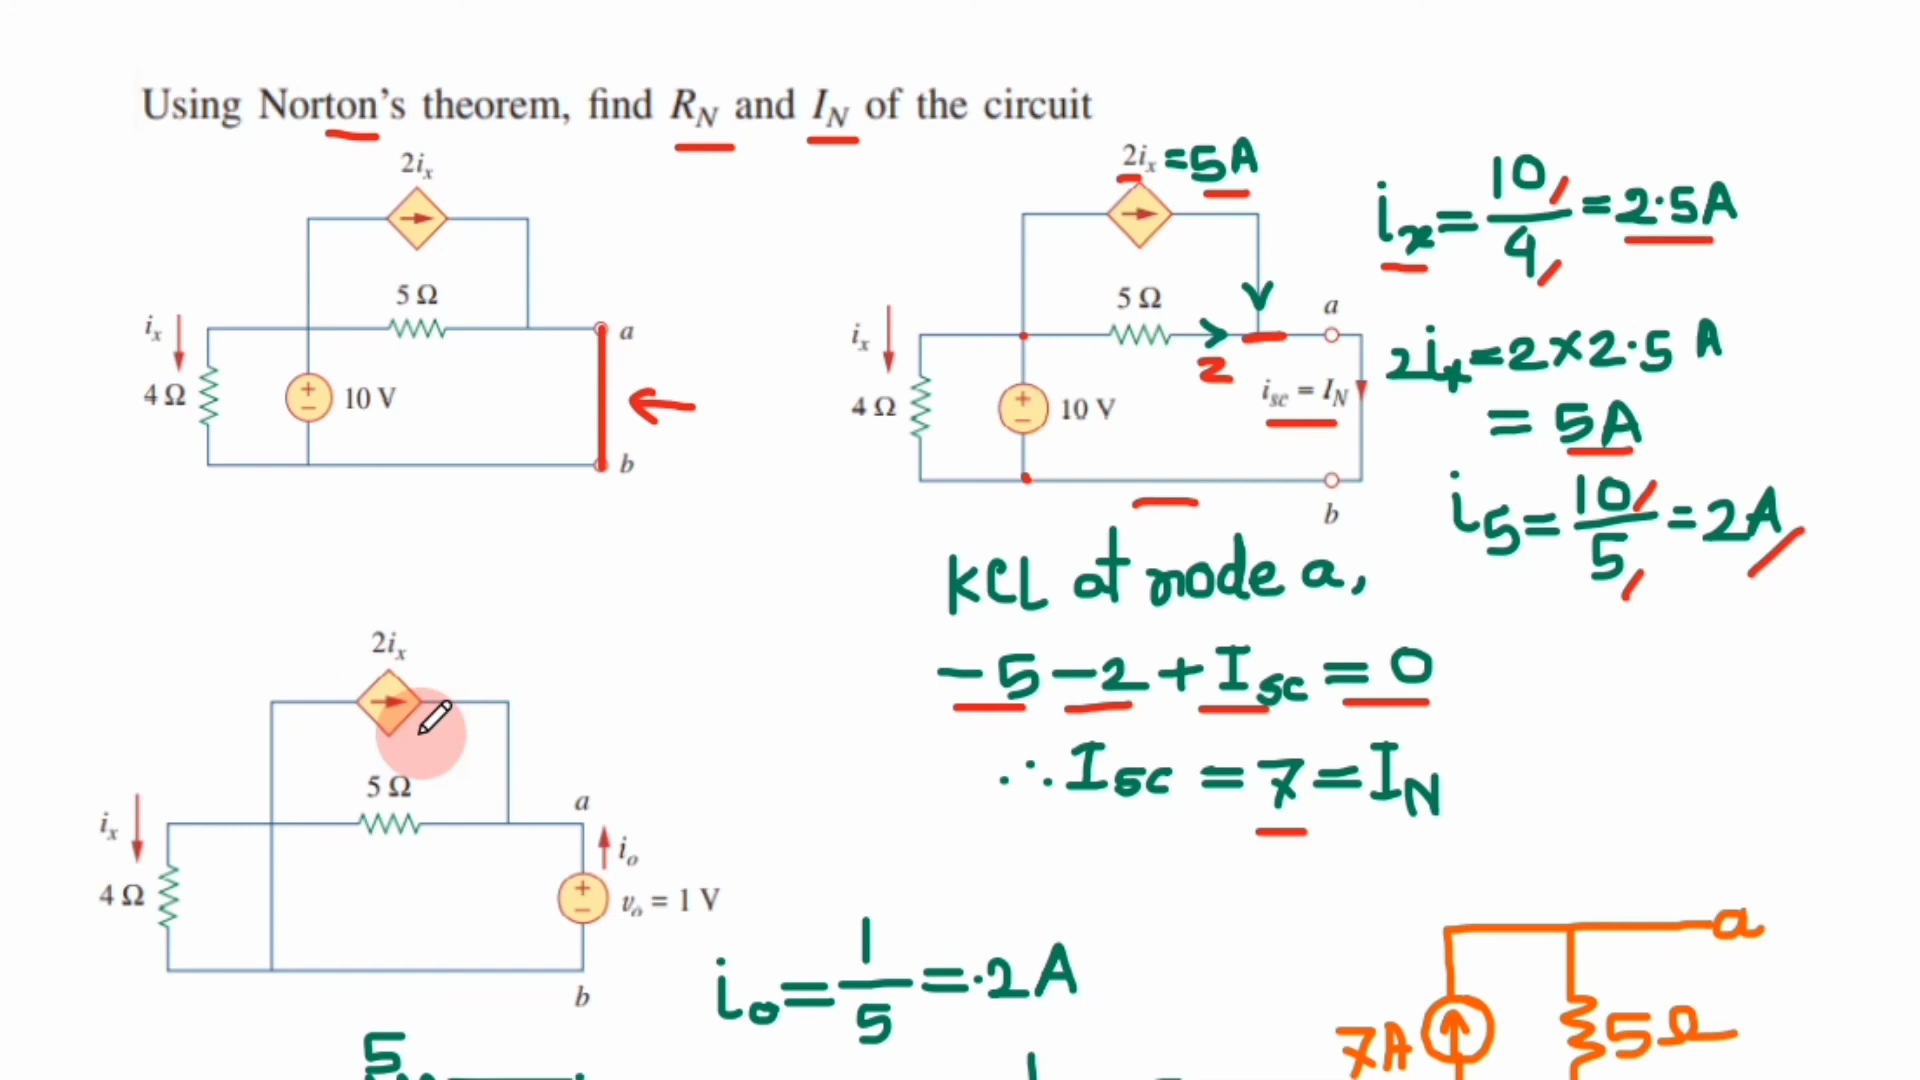 Using Norton's theorem, find R_N and I_N of the circuit
2i_x
5 Ω
i_x
4 Ω
10 V
a
b
2i_x = 5A
5 Ω
2
i_x
4 Ω
10 V
i_sc = I_N
a
b
i_x = 10/4 = 2.5A
2i_x = 2×2.5 A
= 5A
i_5 = 10/5 = 2A
KCL at node a,
-5-2+I_sc = 0
∴ I_sc = 7 = I_N
2i_x
5 Ω
i_x
4 Ω
a
i_o
v_o = 1 V
b
i_o = 1/5 = .2A
5
a
7A
5Ω